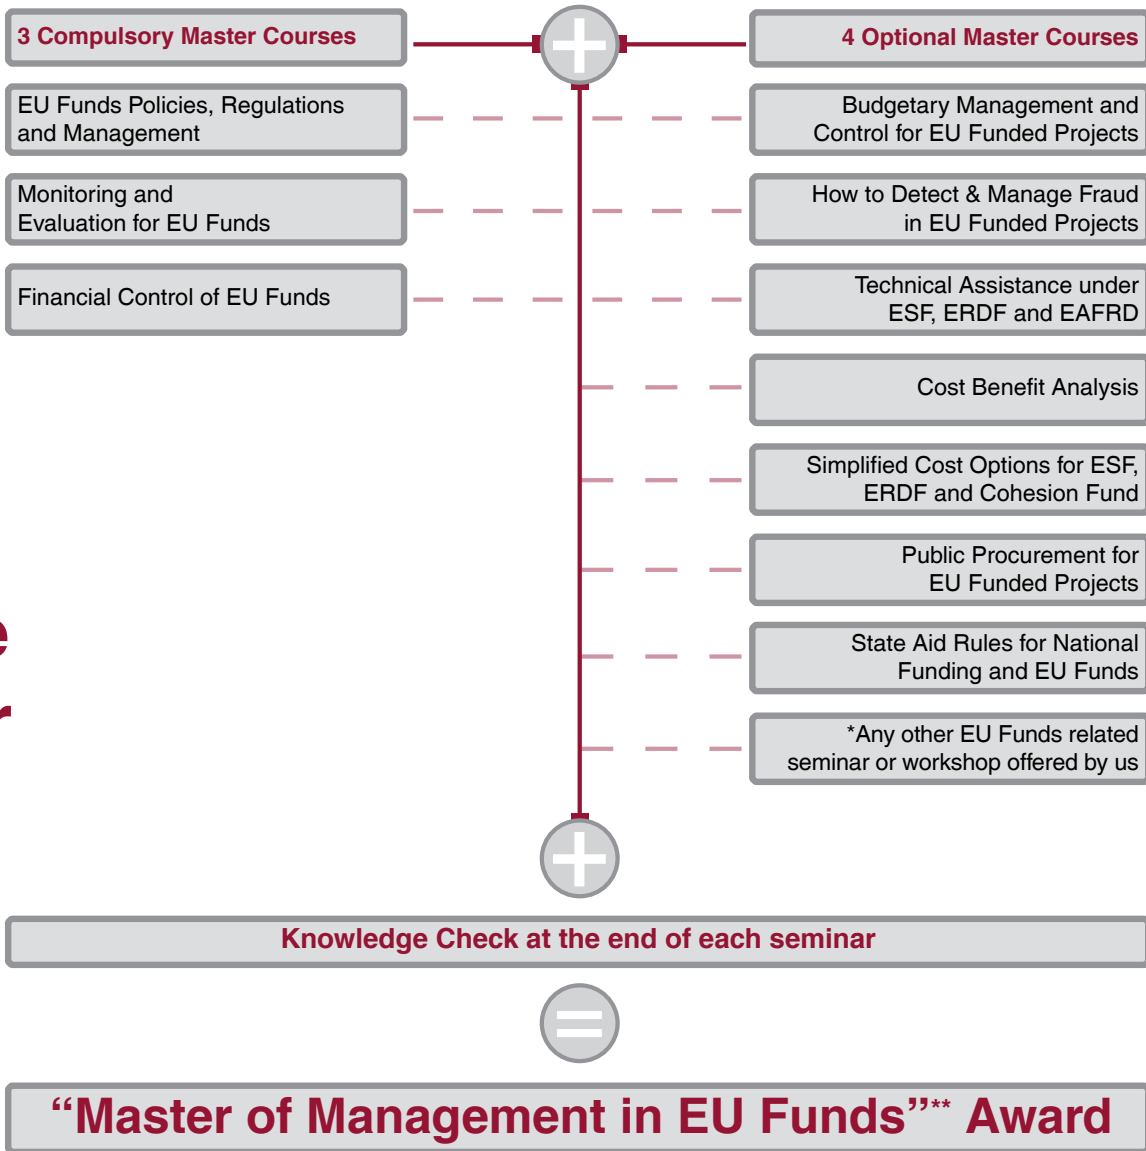 3 Compulsory Master Courses
EU Funds Policies, Regulations
and Management
Monitoring and
Evaluation for EU Funds
Financial Control of EU Funds
4 Optional Master Courses
Budgetary Management and
Control for EU Funded Projects
How to Detect & Manage Fraud
in EU Funded Projects
Technical Assistance under
ESF, ERDF and EAFRD
Cost Benefit Analysis
Simplified Cost Options for ESF,
ERDF and Cohesion Fund
Public Procurement for
EU Funded Projects
State Aid Rules for National
Funding and EU Funds
*Any other EU Funds related
seminar or workshop offered by us
+
+
Knowledge Check at the end of each seminar
=
“Master of Management in EU Funds”** Award